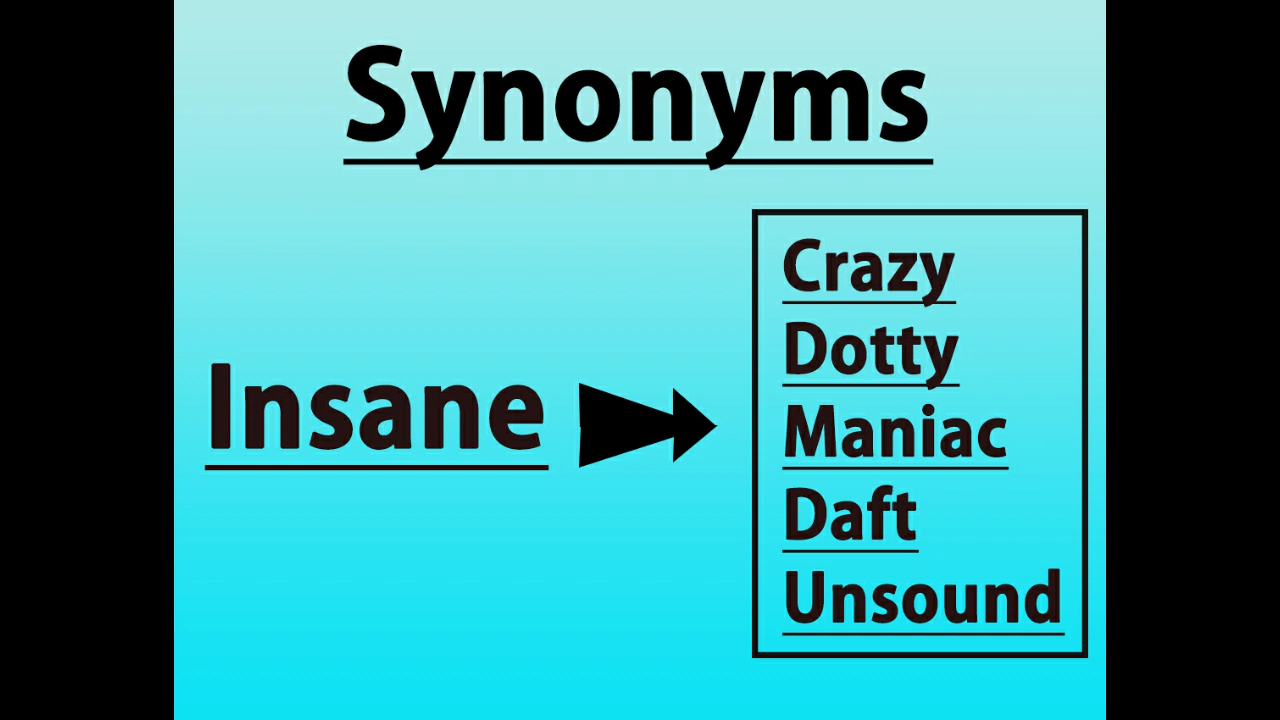 Synonyms
Insane
Crazy
Dotty
Maniac
Daft
Unsound